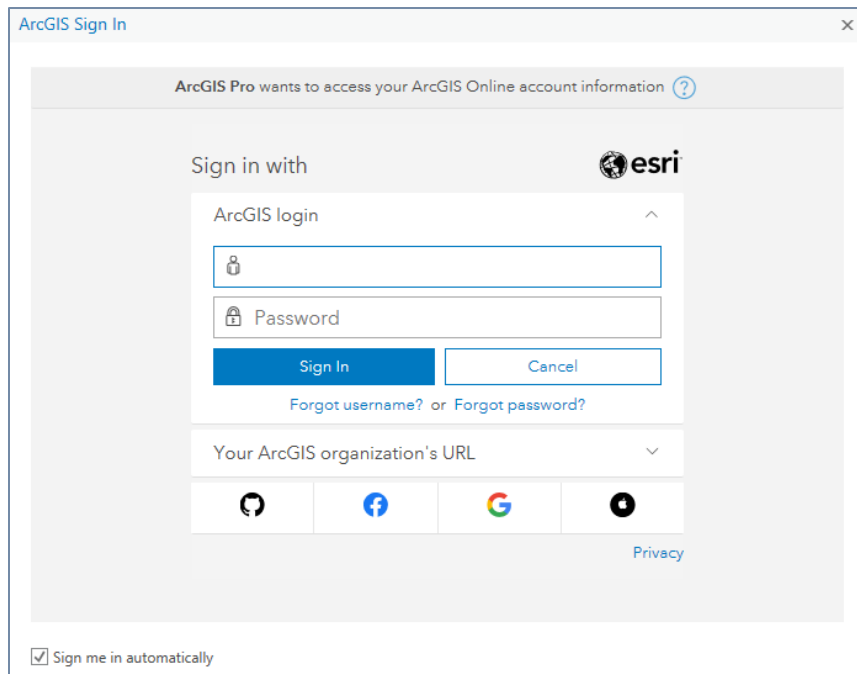 ArcGIS Sign In
ArcGIS Pro wants to access your ArcGIS Online account information ?
Sign in with
esri
ArcGIS login
Password
Sign In Cancel
Forgot username? or Forgot password?
Your ArcGIS organization's URL
Privacy
Sign me in automatically